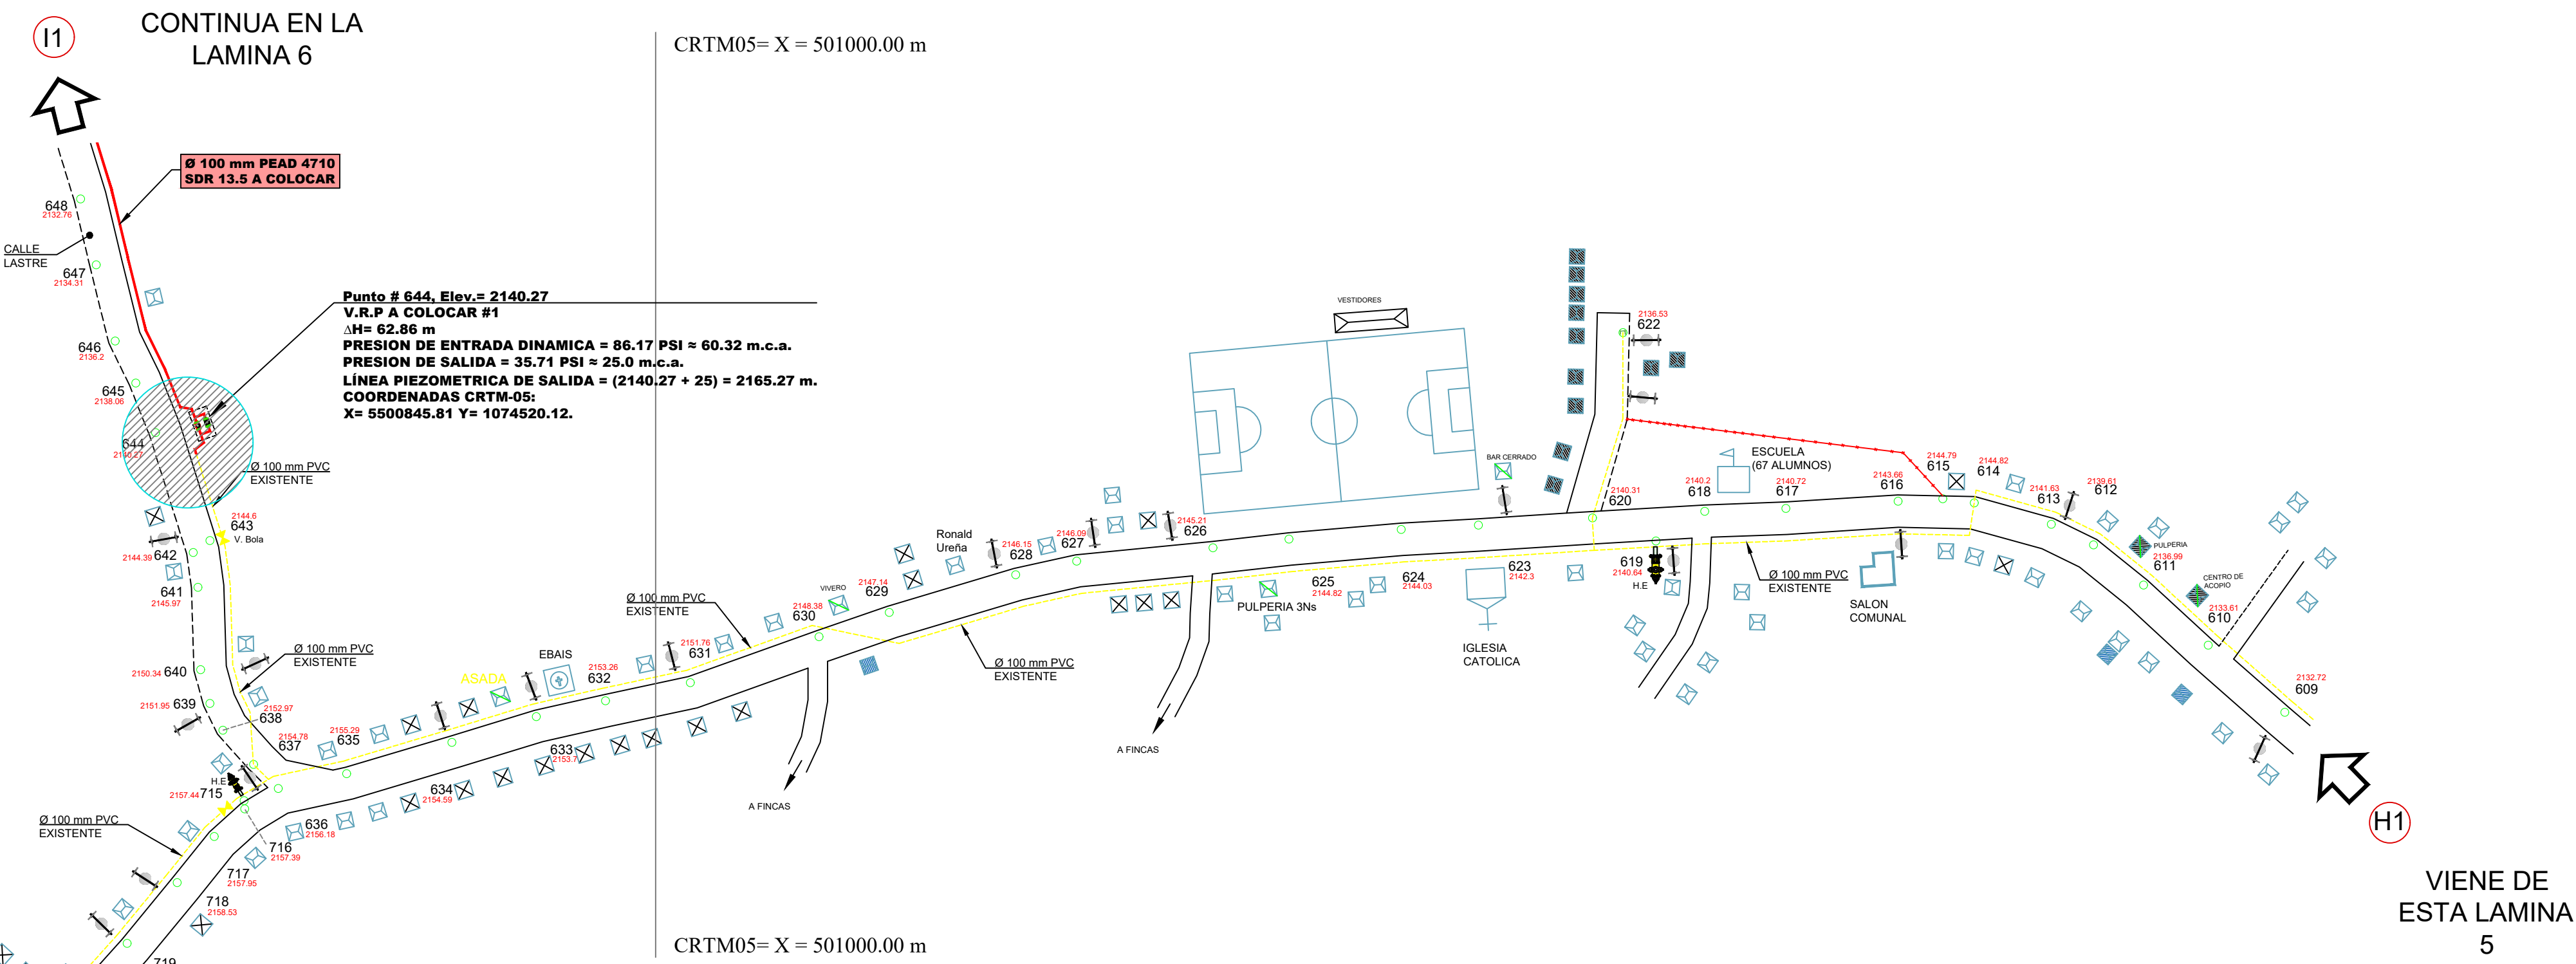 I1
CONTINUA EN LA
LAMINA 6
CRTM05= X = 501000.00 m
Ø 100 mm PEAD 4710
SDR 13.5 A COLOCAR
648
2132.76
CALLE
LASTRE
647
2134.31
646
2136.2
645
2138.06
644
2140.27
Punto # 644, Elev.= 2140.27
V.R.P A COLOCAR #1
∆H= 62.86 m
PRESION DE ENTRADA DINAMICA = 86.17 PSI ≈ 60.32 m.c.a.
PRESION DE SALIDA = 35.71 PSI ≈ 25.0 m.c.a.
LÍNEA PIEZOMETRICA DE SALIDA = (2140.27 + 25) = 2165.27 m.
COORDENADAS CRTM-05:
X= 5500845.81 Y= 1074520.12.
Ø 100 mm PVC
EXISTENTE
2144.6
643
V. Bola
2144.39 642
641
2145.97
2150.34 640
2151.95 639
2152.97
638
Ø 100 mm PVC
EXISTENTE
2154.78
637
2155.29
635
H.E
2157.44 715
Ø 100 mm PVC
EXISTENTE
636
2156.18
716
2157.39
717
2157.95
718
2158.53
719
634
2154.59
633
2153.7
ASADA
EBAIS
2153.26
632
2151.76
631
Ø 100 mm PVC
EXISTENTE
2148.38
630
VIVERO
2147.14
629
Ronald
Ureña
2146.15
628
2146.09
627
2145.21
626
Ø 100 mm PVC
EXISTENTE
A FINCAS
A FINCAS
PULPERIA 3Ns
625
2144.82
624
2144.03
623
2142.3
IGLESIA
CATOLICA
VESTIDORES
BAR CERRADO
2136.53
622
2140.31
620
619
2140.64
H.E
2140.2
618
ESCUELA
(67 ALUMNOS)
2140.72
617
2143.66
616
2144.79
615
2144.82
614
2141.63
613
2139.61
612
Ø 100 mm PVC
EXISTENTE
SALON
COMUNAL
PULPERIA
2136.99
611
CENTRO DE
ACOPIO
2133.61
610
2132.72
609
H1
VIENE DE
ESTA LAMINA
5
CRTM05= X = 501000.00 m